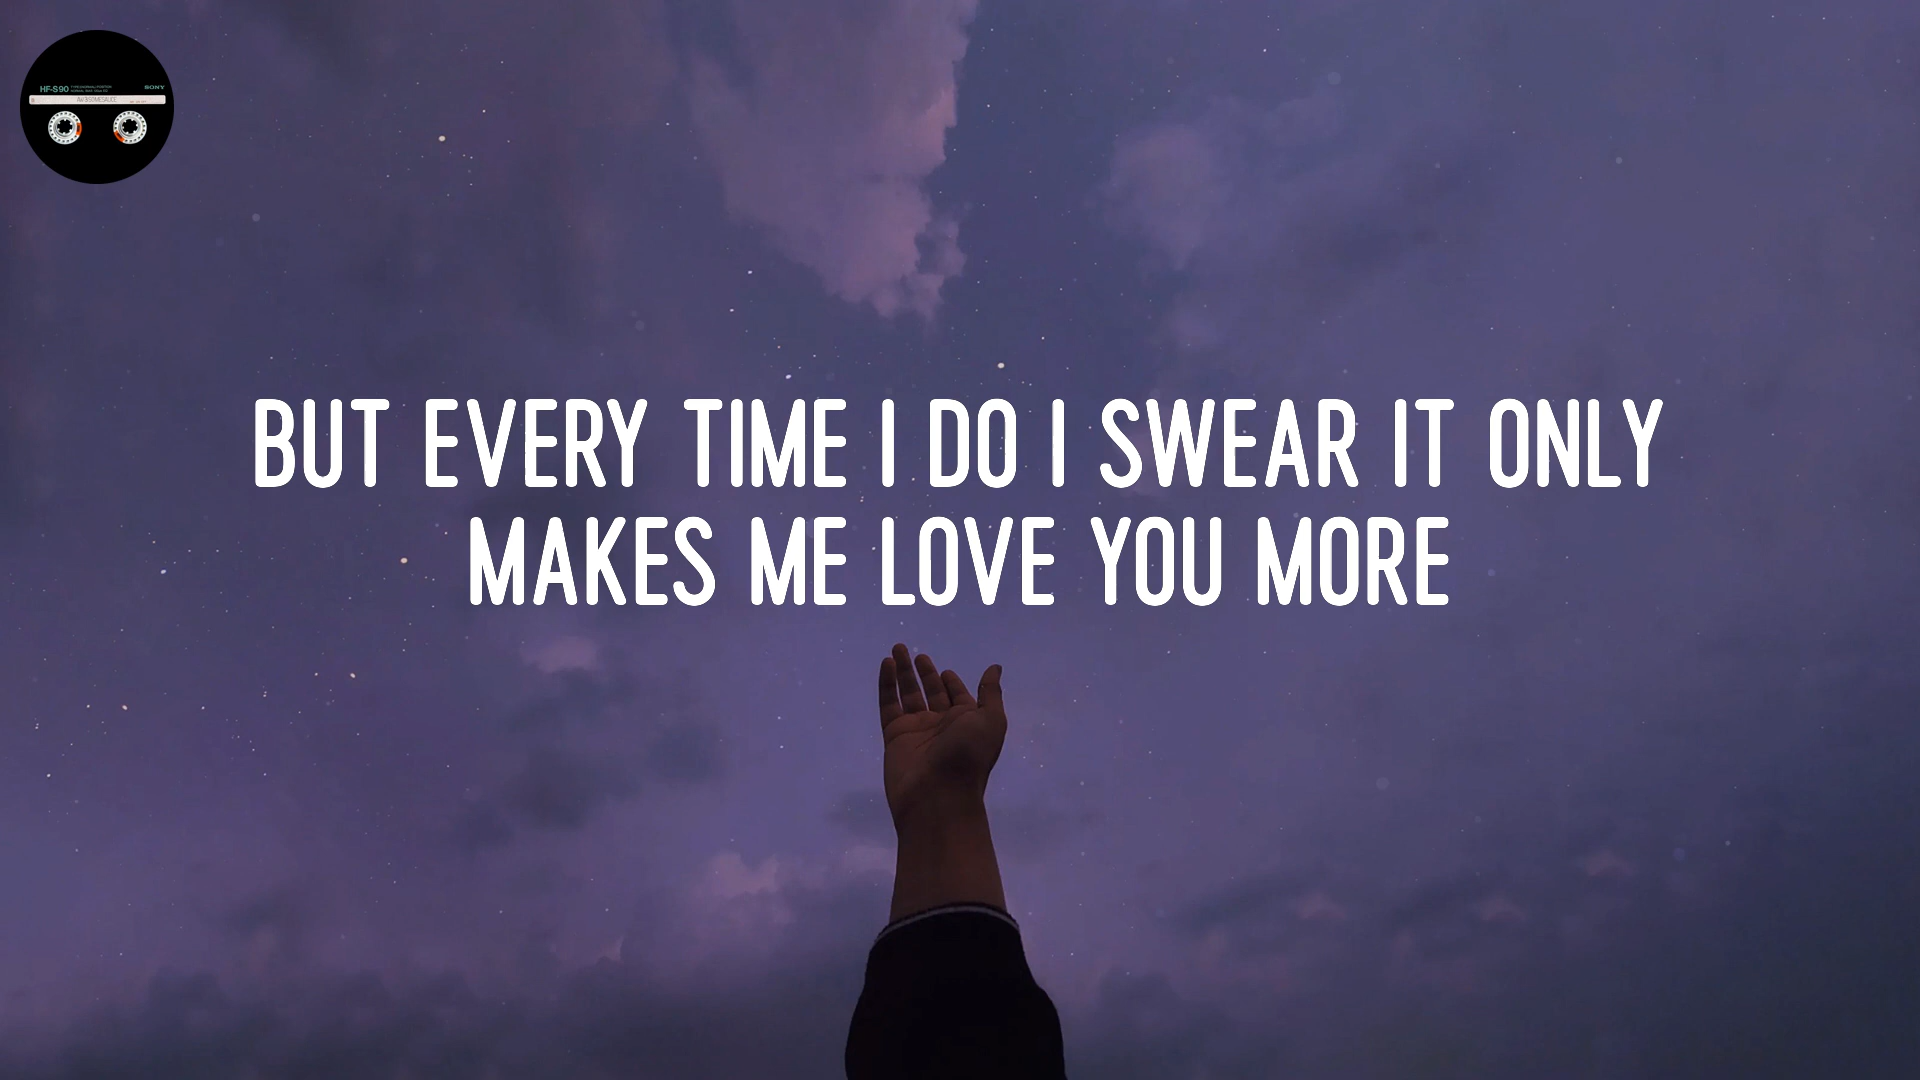 HF-S90
SONY
BUT EVERY TIME I DO I SWEAR IT ONLY
MAKES ME LOVE YOU MORE